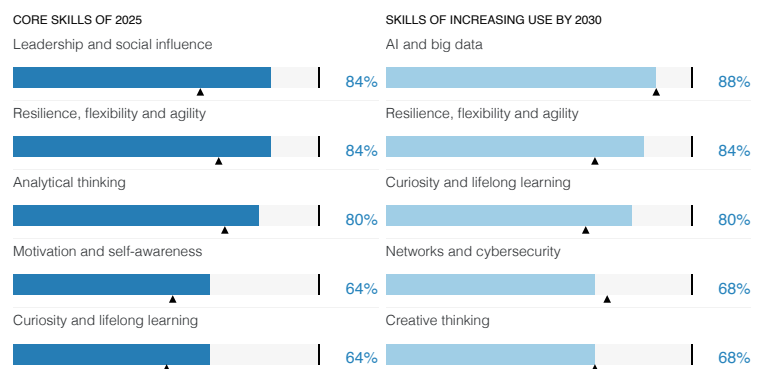 CORE SKILLS OF 2025
Leadership and social influence
84%
Resilience, flexibility and agility
84%
Analytical thinking
80%
Motivation and self-awareness
64%
Curiosity and lifelong learning
64%
SKILLS OF INCREASING USE BY 2030
AI and big data
88%
Resilience, flexibility and agility
84%
Curiosity and lifelong learning
80%
Networks and cybersecurity
68%
Creative thinking
68%